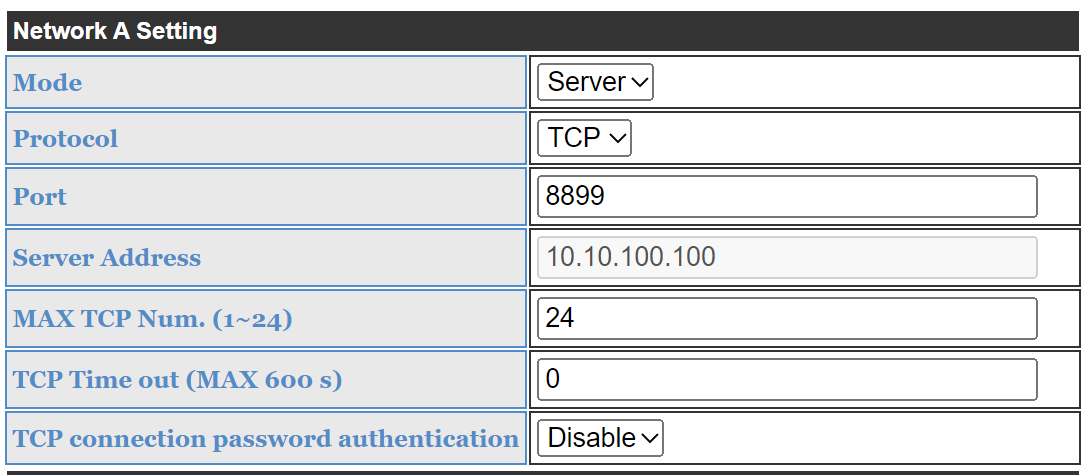 Network A Setting
Mode Server
Protocol TCP
Port 8899
Server Address 10.10.100.100
MAX TCP Num. (1~24) 24
TCP Time out (MAX 600 s) 0
TCP connection password authentication Disable